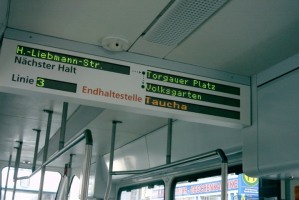 H.-Liebmann-Str.
Nächster Halt
Linie 3
Torgauer Platz
Volksgarten
Endhaltestelle Taucha